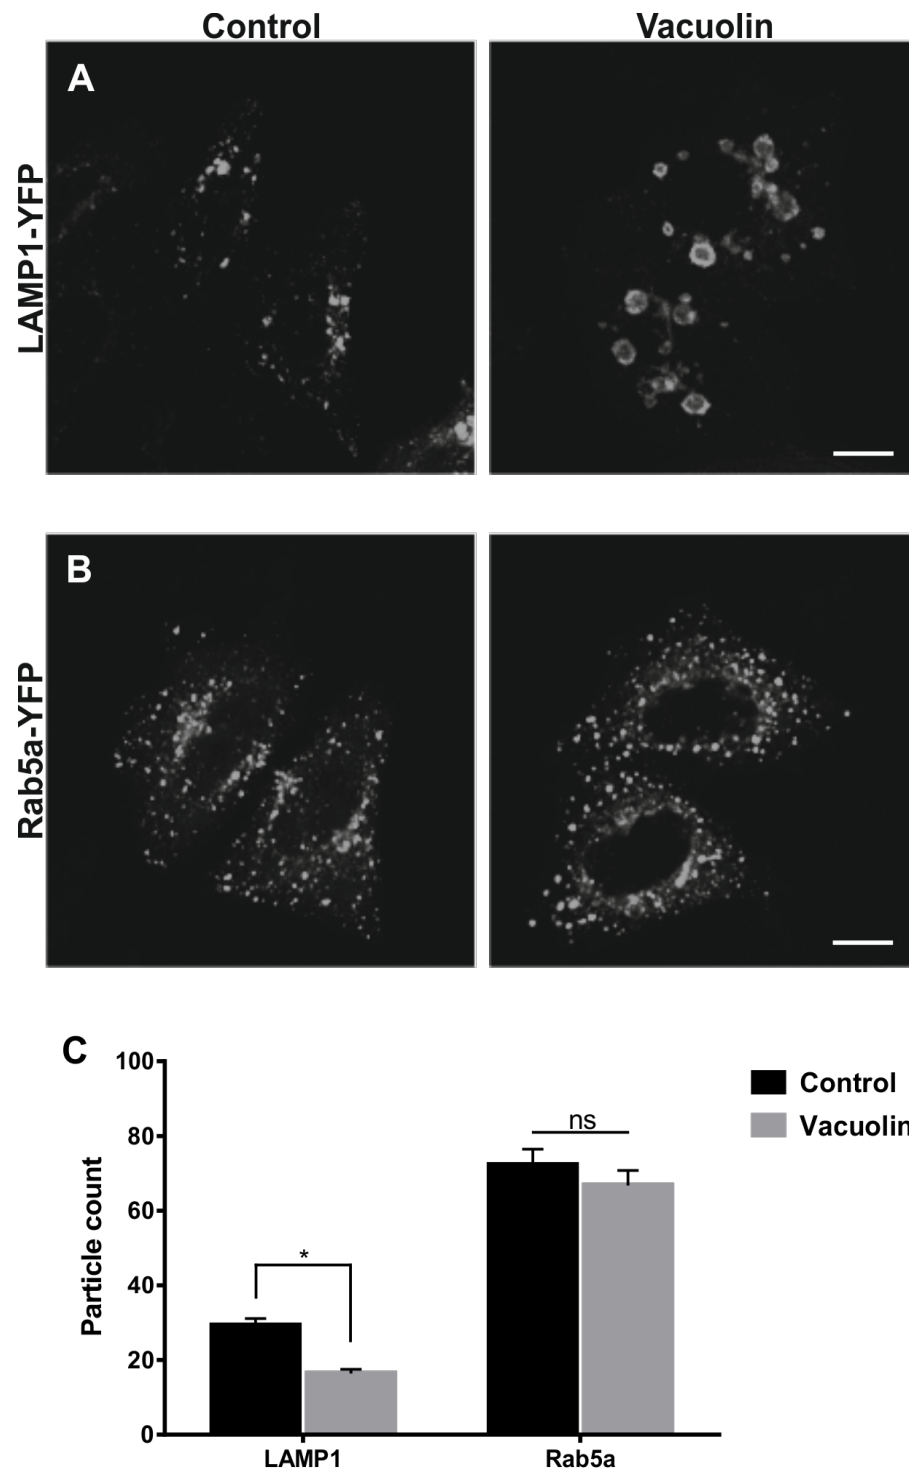 Control Vacuolin
A
LAMP1-YFP
B
Rab5a-YFP
C
100
80
60
40
20
0
Particle count
*
ns
Control
Vacuolin
LAMP1 Rab5a